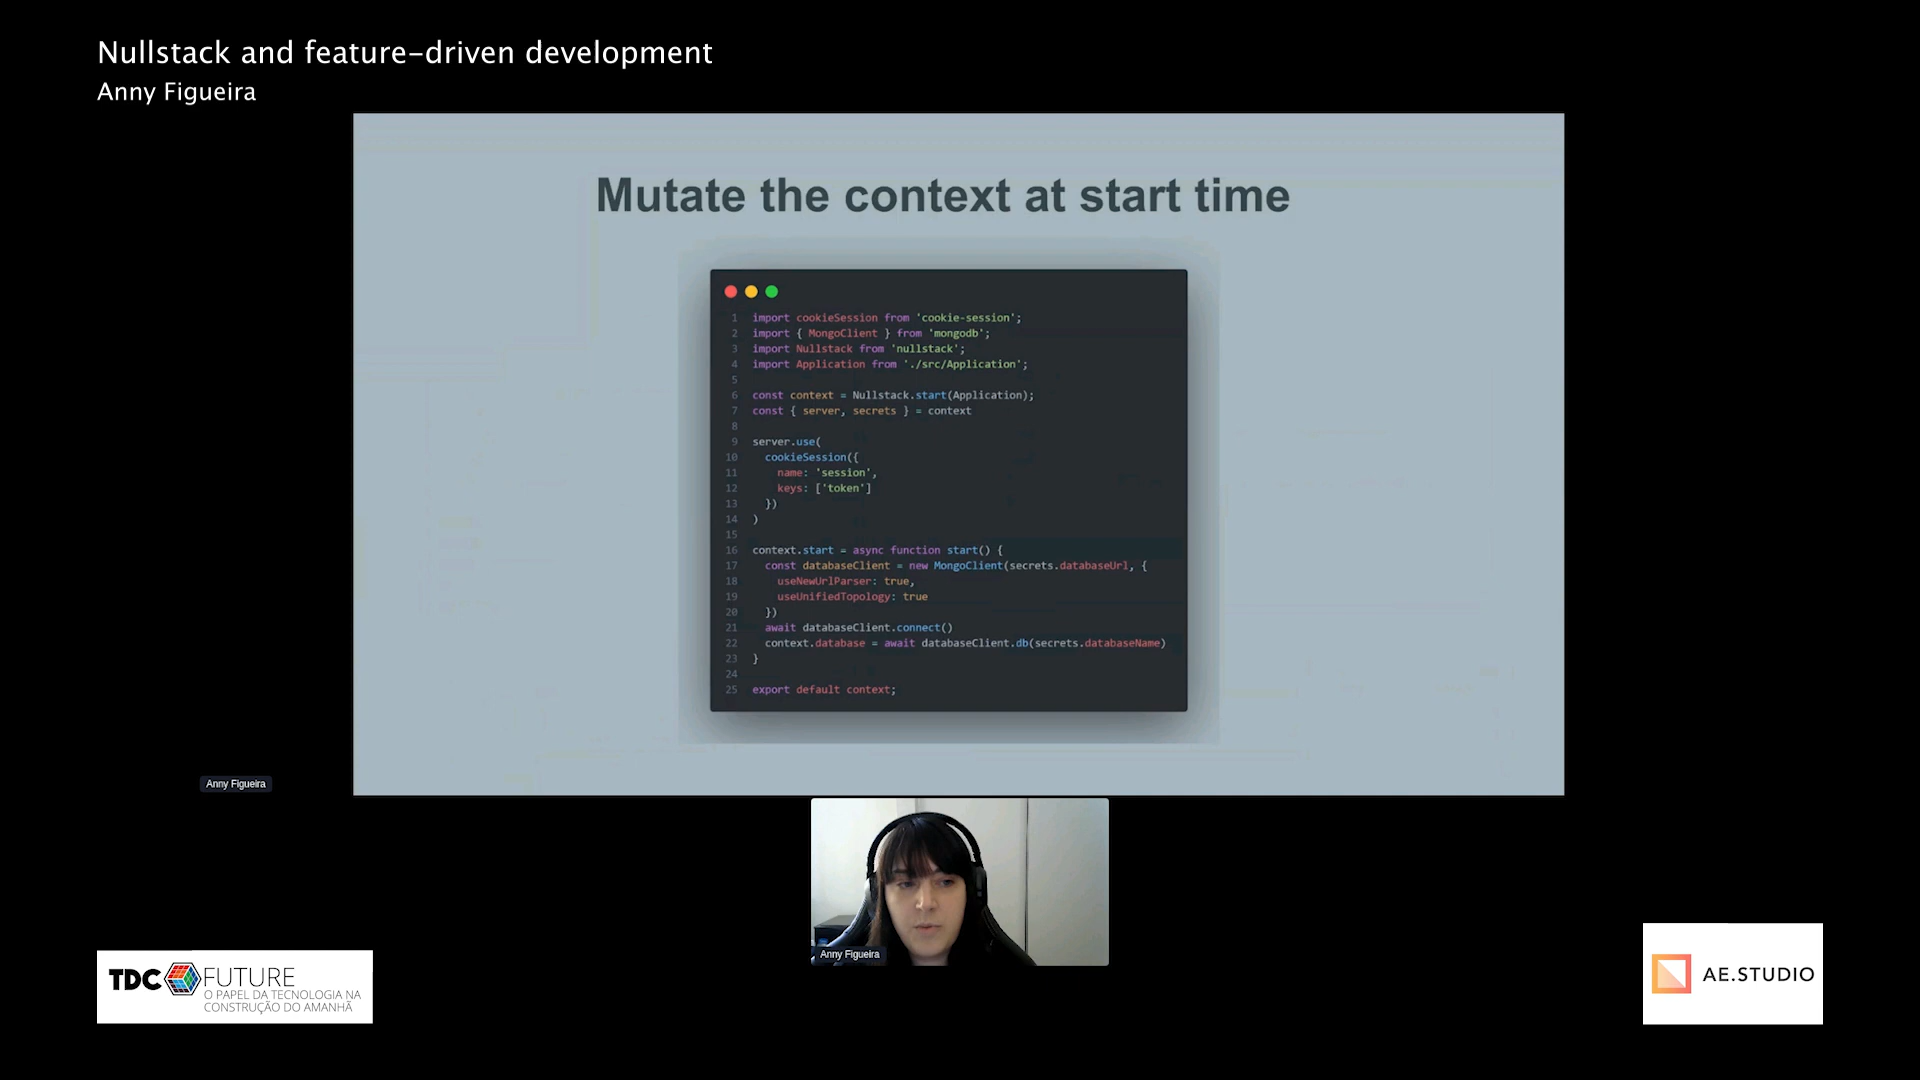 Nullstack and feature-driven development
Anny Figueira
Mutate the context at start time
1 import cookieSession from 'cookie-session';
2 import { MongoClient } from 'mongodb';
3 import Nullstack from 'nullstack';
4 import Application from './src/Application';
5
6 const context = Nullstack.start(Application);
7 const { server, secrets } = context
8
9 server.use(
10 cookieSession({
11 name: 'session',
12 keys: ['token']
13 })
14 )
15
16 context.start = async function start() {
17 const databaseClient = new MongoClient(secrets.databaseUrl, {
18 useNewUrlParser: true,
19 useUnifiedTopology: true
20 })
21 await databaseClient.connect()
22 context.database = await databaseClient.db(secrets.databaseName)
23 }
24
25 export default context;
Anny Figueira
Anny Figueira
TDC FUTURE
O PAPEL DA TECNOLOGIA NA
CONSTRUÇÃO DO AMANHÃ
AE.STUDIO